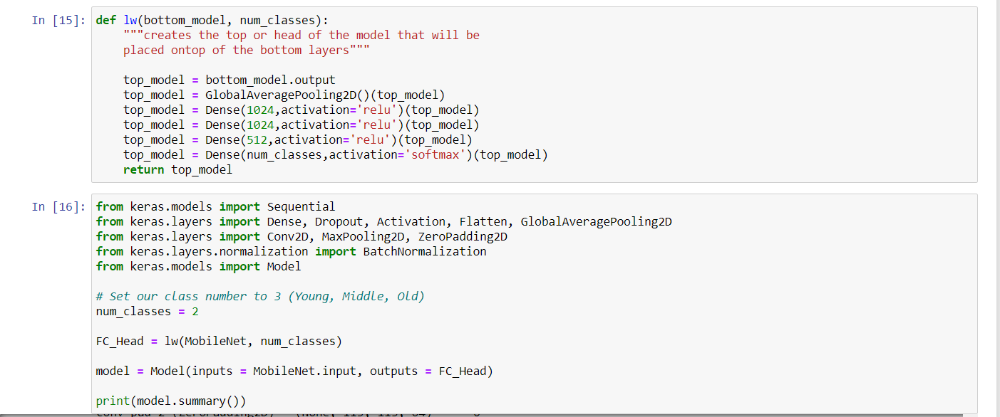 In [15]: def lw(bottom_model, num_classes):
"""creates the top or head of the model that will be
placed ontop of the bottom layers"""
top_model = bottom_model.output
top_model = GlobalAveragePooling2D()(top_model)
top_model = Dense(1024,activation='relu')(top_model)
top_model = Dense(1024,activation='relu')(top_model)
top_model = Dense(512,activation='relu')(top_model)
top_model = Dense(num_classes,activation='softmax')(top_model)
return top_model
In [16]: from keras.models import Sequential
from keras.layers import Dense, Dropout, Activation, Flatten, GlobalAveragePooling2D
from keras.layers import Conv2D, MaxPooling2D, ZeroPadding2D
from keras.layers.normalization import BatchNormalization
from keras.models import Model
# Set our class number to 3 (Young, Middle, Old)
num_classes = 2
FC_Head = lw(MobileNet, num_classes)
model = Model(inputs = MobileNet.input, outputs = FC_Head)
print(model.summary())